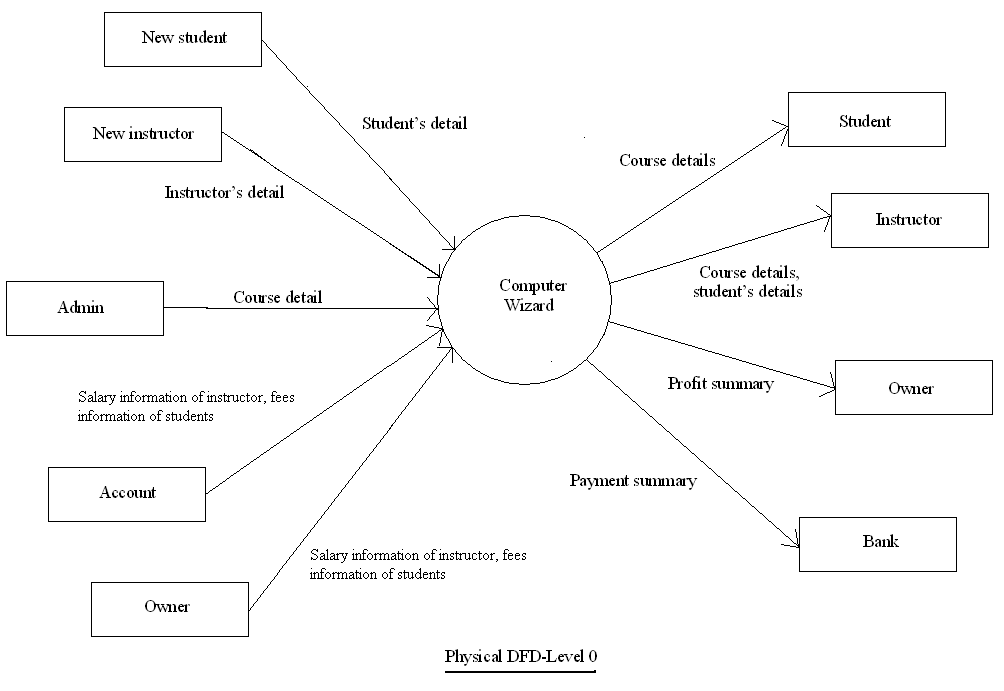 New student
Student's detail
New instructor
Instructor's detail
Admin
Course detail
Salary information of instructor, fees
information of students
Account
Salary information of instructor, fees
information of students
Owner
Computer
Wizard
Course details
Student
Instructor
Course details,
student's details
Profit summary
Owner
Payment summary
Bank
Physical DFD-Level 0